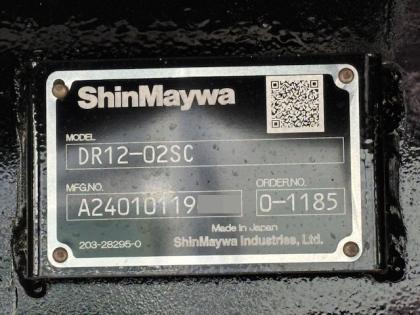 ShinMaywa
MODEL
DR12-02SC
MFG.NO.
A24010119
ORDER.NO.
0-1185
Made in Japan
203-28295-0
ShinMaywa Industries, Ltd.